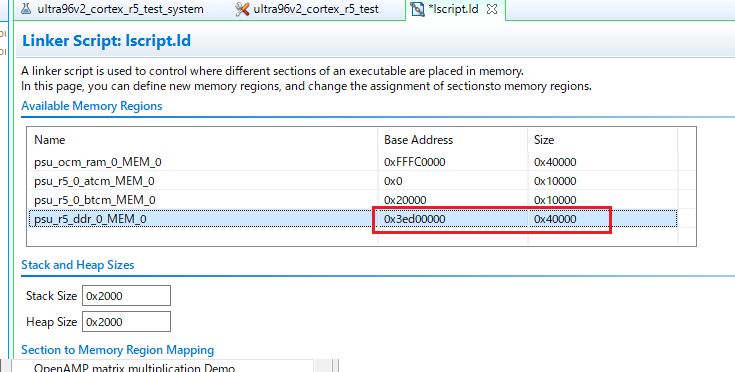 ultra96v2_cortex_r5_test_system ultra96v2_cortex_r5_test *lscript.ld
Linker Script: lscript.ld
A linker script is used to control where different sections of an executable are placed in memory.
In this page, you can define new memory regions, and change the assignment of sectionsto memory regions.
Available Memory Regions
Name Base Address Size
psu_ocm_ram_0_MEM_0 0xFFFC0000 0x40000
psu_r5_0_atcm_MEM_0 0x0 0x10000
psu_r5_0_btcm_MEM_0 0x20000 0x10000
psu_r5_ddr_0_MEM_0 0x3ed00000 0x40000
Stack and Heap Sizes
Stack Size 0x2000
Heap Size 0x2000
Section to Memory Region Mapping
OpenAMP matrix multiplication Demo